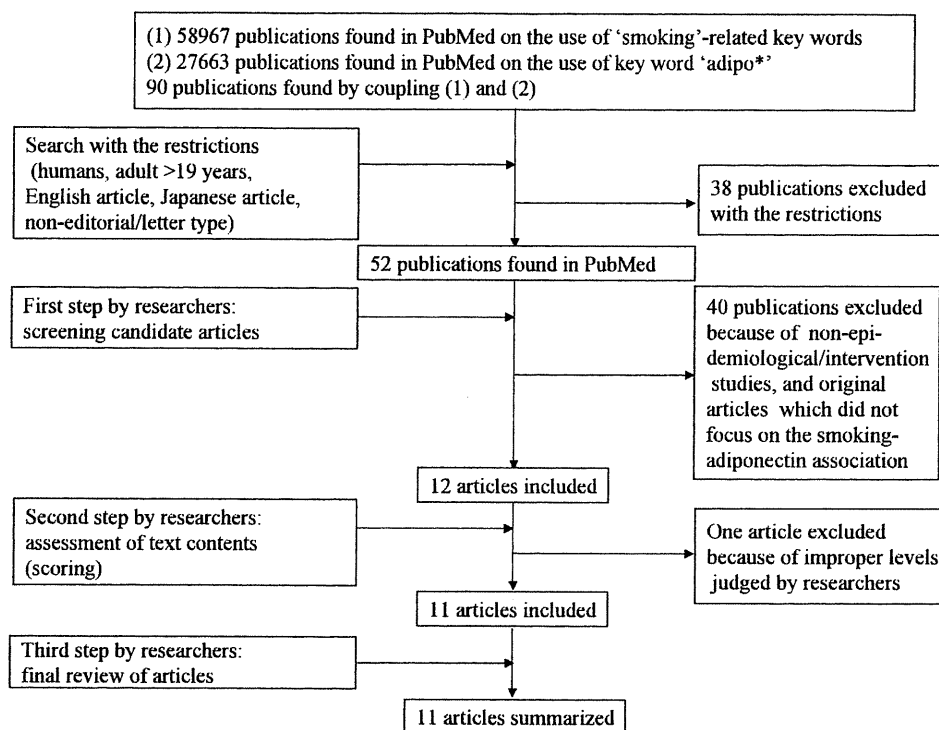 (1) 58967 publications found in PubMed on the use of ‘smoking’-related key words
(2) 27663 publications found in PubMed on the use of key word ‘adipo*’
90 publications found by coupling (1) and (2)
Search with the restrictions
(humans, adult >19 years,
English article, Japanese article,
non-editorial/letter type)
38 publications excluded
with the restrictions
52 publications found in PubMed
First step by researchers:
screening candidate articles
40 publications excluded
because of non-epi-
demiological/intervention
studies, and original
articles which did not
focus on the smoking-
adiponectin association
12 articles included
Second step by researchers:
assessment of text contents
(scoring)
One article excluded
because of improper levels
judged by researchers
11 articles included
Third step by researchers:
final review of articles
11 articles summarized